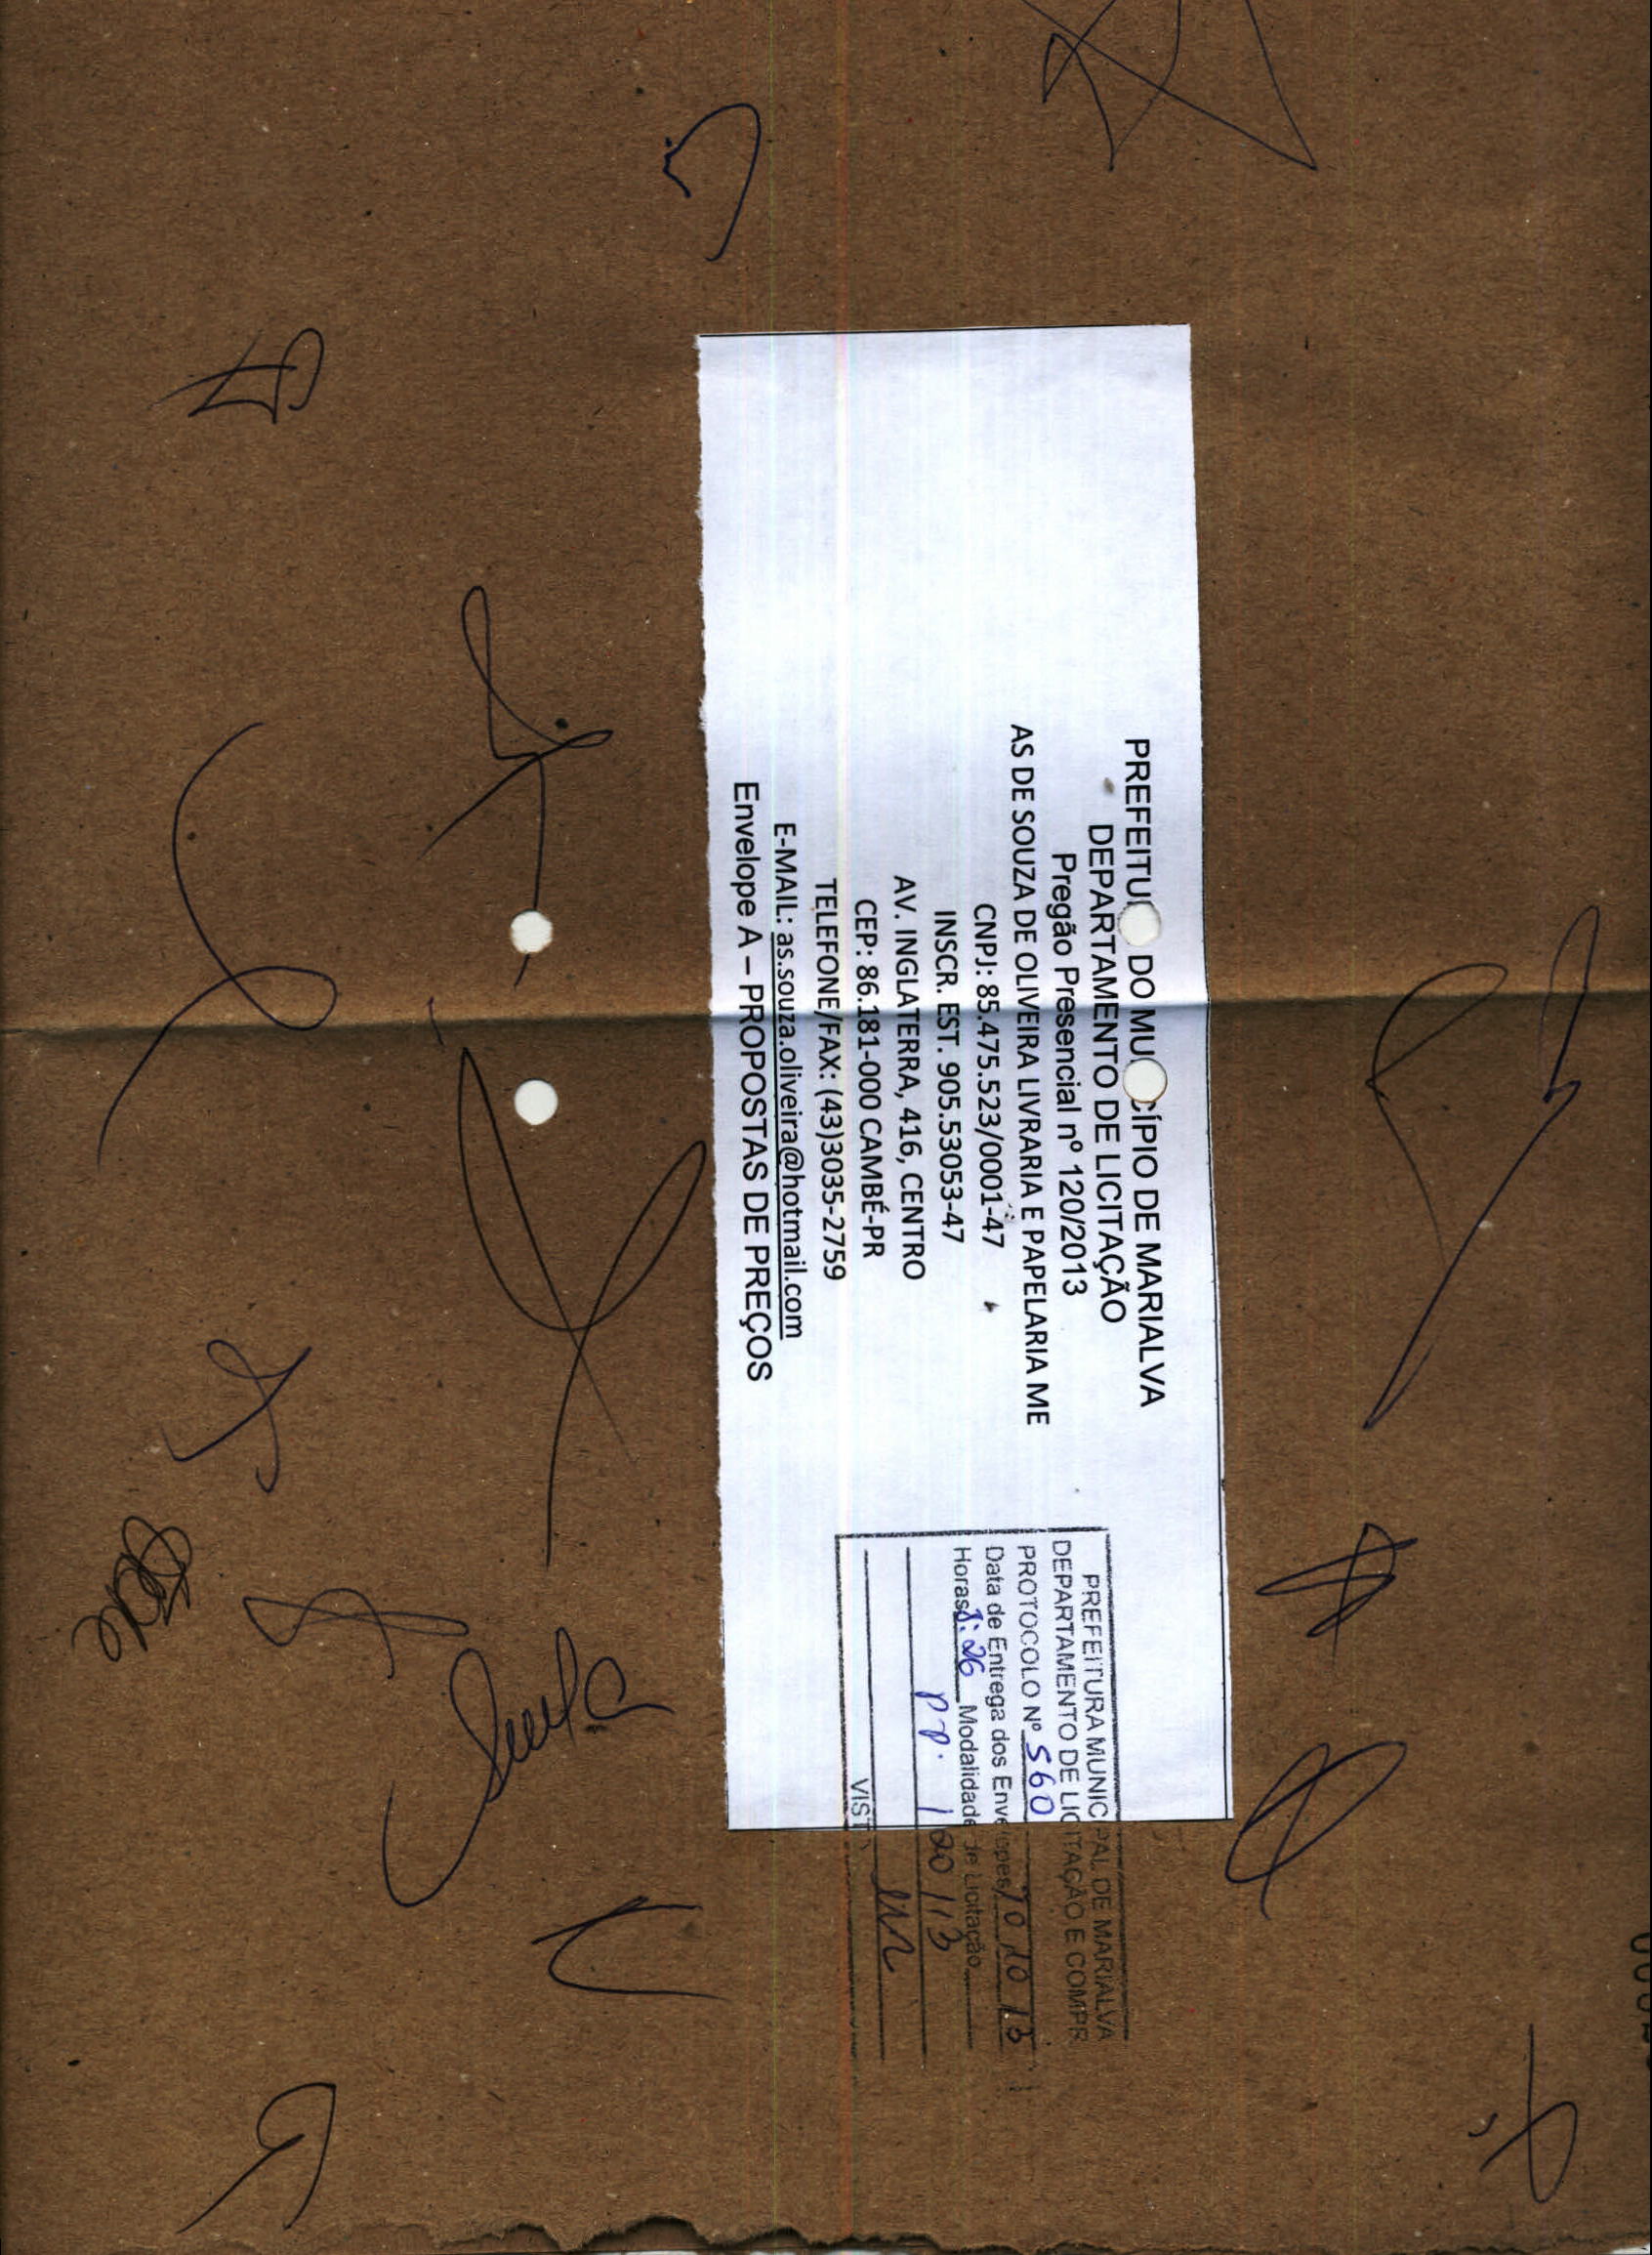 PREFEITU DO MU CÍPIO DE MARIALVA
DEPARTAMENTO DE LICITAÇÃO
Pregão Presencial nº 120/2013
AS DE SOUZA DE OLIVEIRA LIVRARIA E PAPELARIA ME
CNPJ: 85.475.523/0001-47
INSCR. EST. 905.53053-47
AV. INGLATERRA, 416, CENTRO
CEP: 86.181-000 CAMBÉ-PR
TELEFONE/FAX: (43)3035-2759
E-MAIL: as.souza.oliveira@hotmail.com
Envelope A – PROPOSTAS DE PREÇOS
PREFEITURA MUNICIPAL DE MARIALVA
DEPARTAMENTO DE LICITAÇÃO E COMPR
PROTOCOLO Nº 560
Data de Entrega dos Envelopes 10 10 13
Horas :26 Modalidade de Licitação
PP. 120/13
VIST